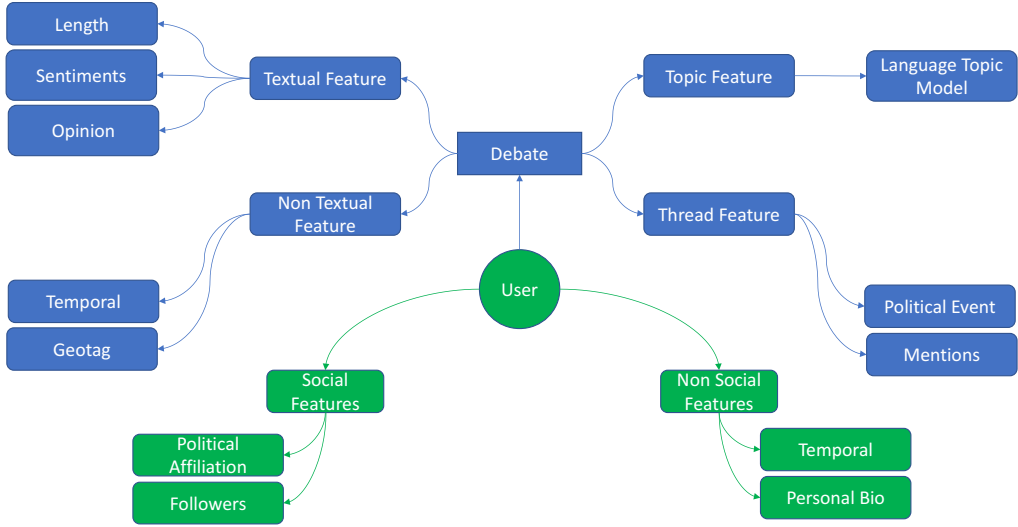 Length
Sentiments
Opinion
Textual Feature
Non Textual
Feature
Temporal
Geotag
Debate
Topic Feature
Language Topic
Model
Thread Feature
Political Event
Mentions
User
Social
Features
Political
Affiliation
Followers
Non Social
Features
Temporal
Personal Bio